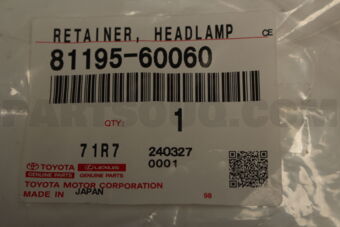 RETAINER, HEADLAMP CE
81195-60060
QTY: 1
71R7 240327
0001
TOYOTA LEXUS
GENUINE PARTS GENUINE PARTS
TOYOTA MOTOR CORPORATION
MADE IN JAPAN 98